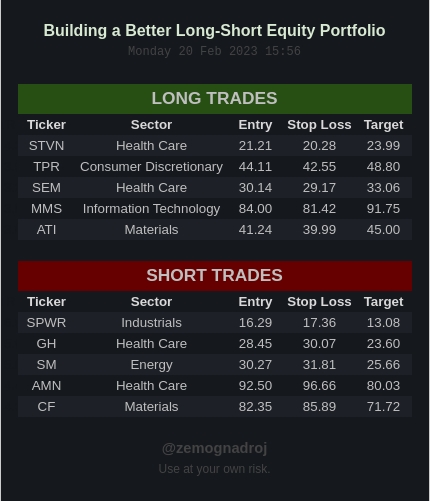 Building a Better Long-Short Equity Portfolio
Monday 20 Feb 2023 15:56
LONG TRADES
Ticker Sector Entry Stop Loss Target
STVN Health Care 21.21 20.28 23.99
TPR Consumer Discretionary 44.11 42.55 48.80
SEM Health Care 30.14 29.17 33.06
MMS Information Technology 84.00 81.42 91.75
ATI Materials 41.24 39.99 45.00
SHORT TRADES
Ticker Sector Entry Stop Loss Target
SPWR Industrials 16.29 17.36 13.08
GH Health Care 28.45 30.07 23.60
SM Energy 30.27 31.81 25.66
AMN Health Care 92.50 96.66 80.03
CF Materials 82.35 85.89 71.72
@zemognadroj
Use at your own risk.